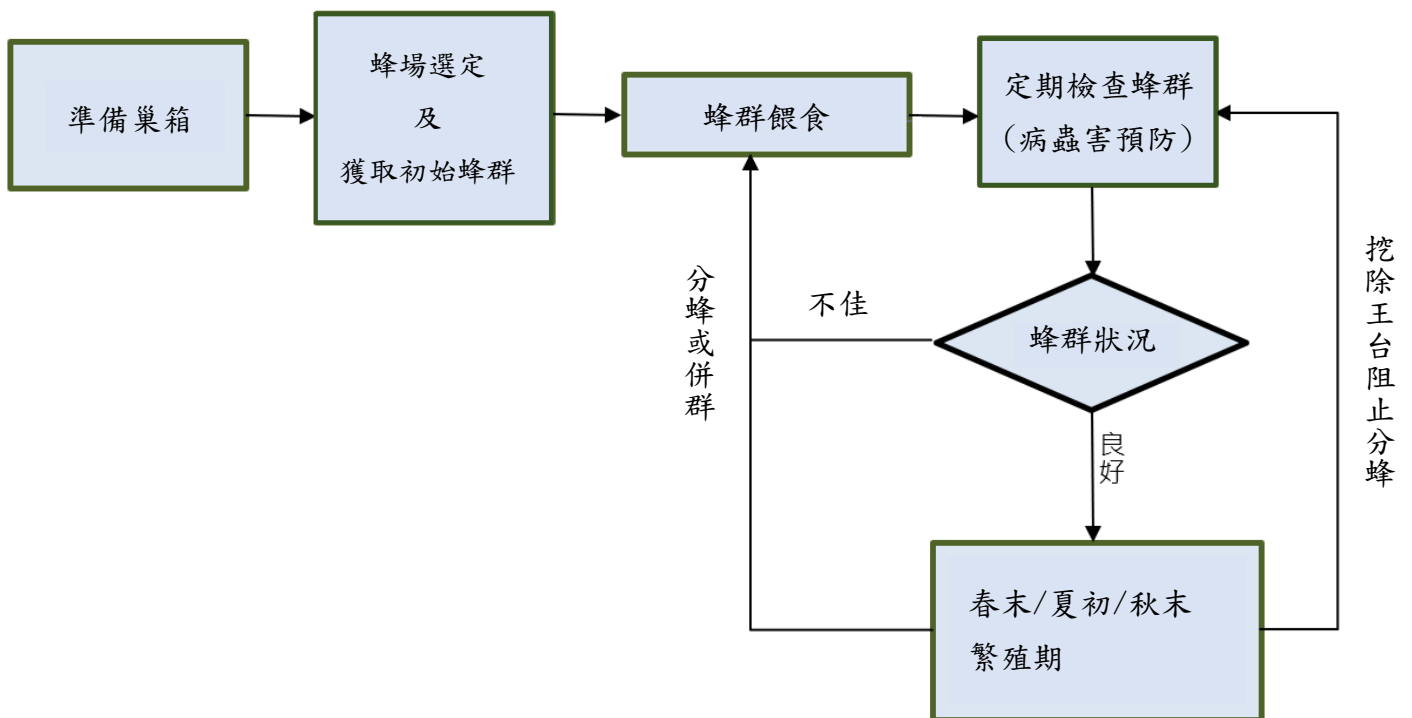 準備巢箱
蜂場選定
及
獲取初始蜂群
蜂群餵食
定期檢查蜂群
(病蟲害預防)
蜂群狀況
不佳
良好
分蜂或併群
挖除王台阻止分蜂
春末/夏初/秋末
繁殖期